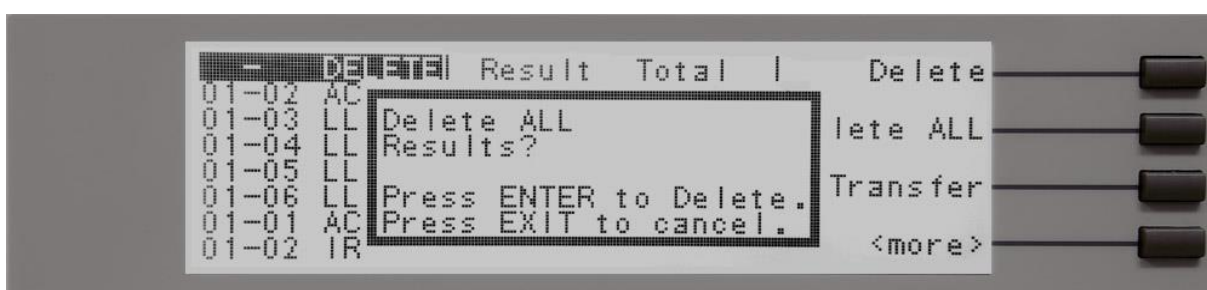 - DELETE Result Total Delete
01-02 AC
01-03 LL Delete ALL lete ALL
01-04 LL Results?
01-05 LL
01-06 LL Press ENTER to Delete. Transfer
01-01 AC Press EXIT to cancel.
01-02 IR <more>